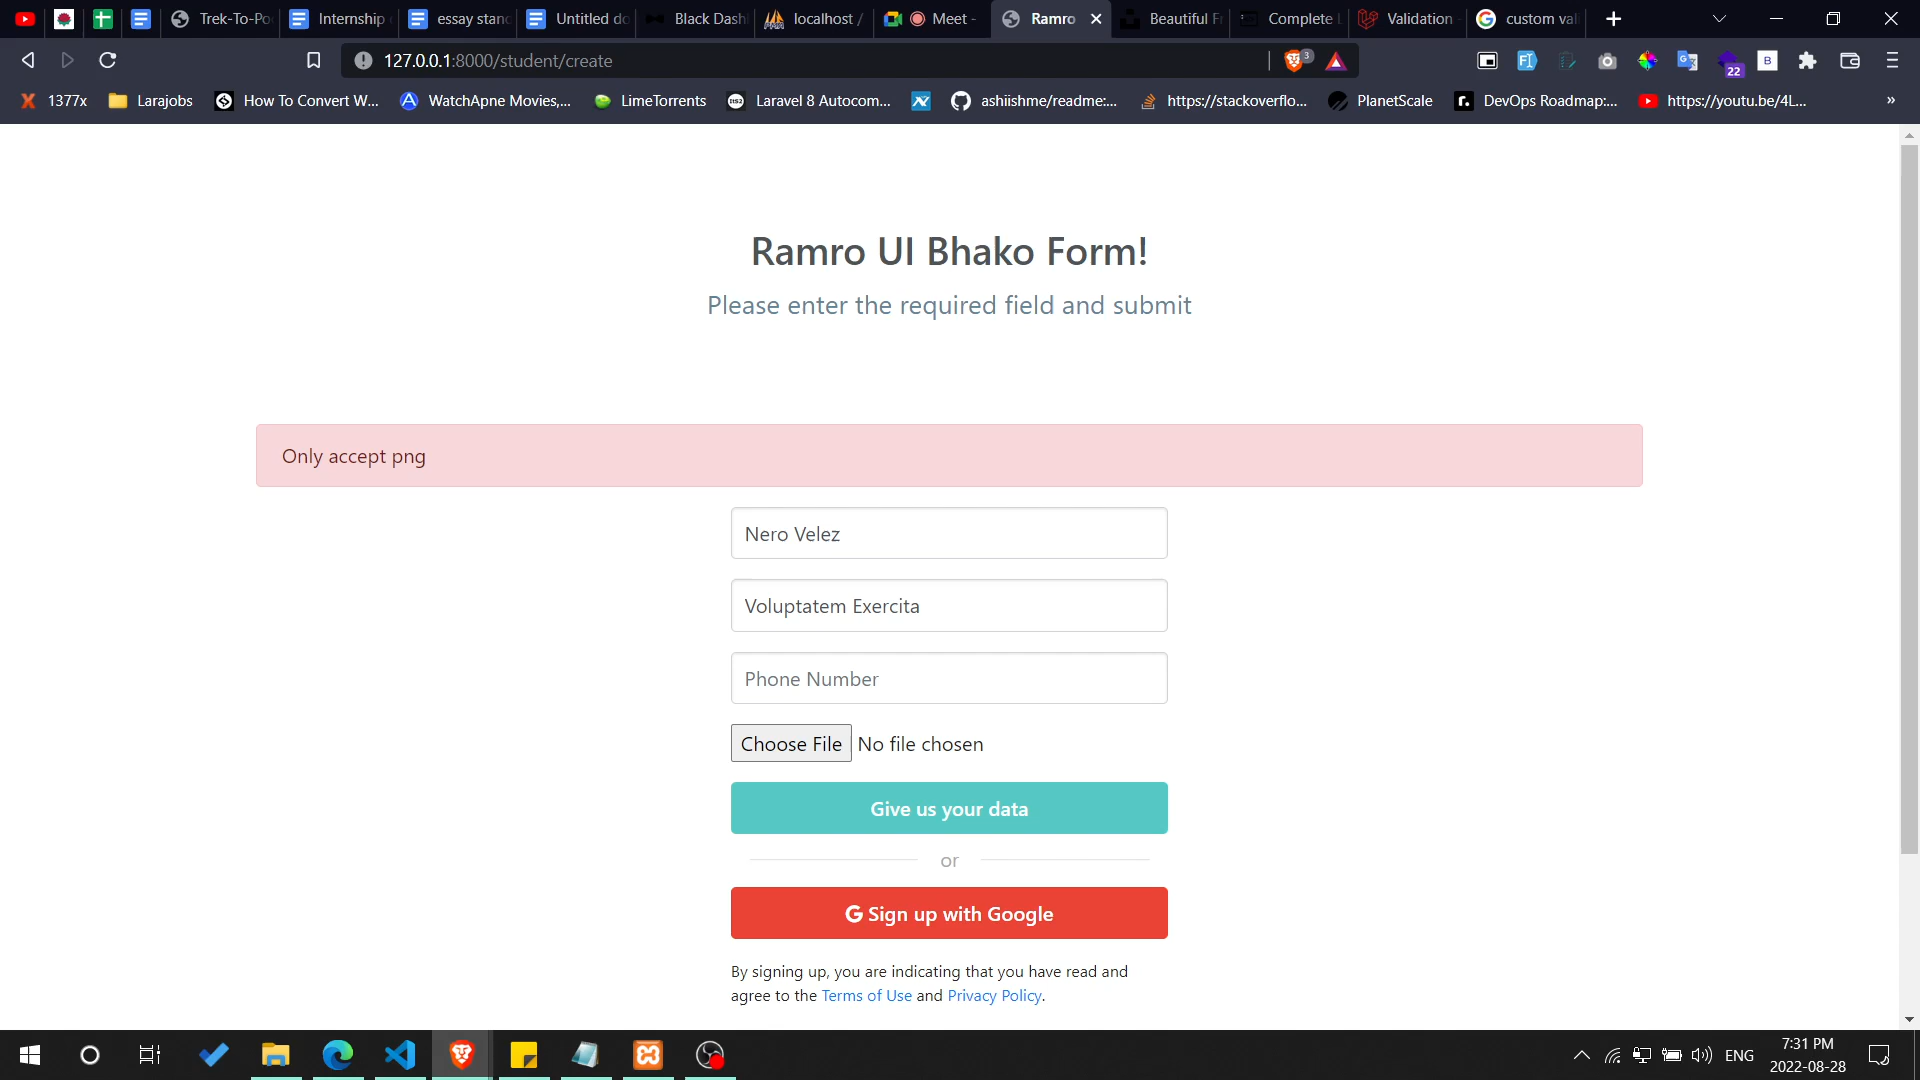 Trek-To-Po
Internship
essay stand
Untitled do
Black Dash
localhost /
Meet -
Ramro
Beautiful Fr
Complete L
Validation -
custom val
127.0.0.1:8000/student/create
3
22
B
1377x
Larajobs
How To Convert W...
WatchApne Movies,...
LimeTorrents
Laravel 8 Autocom...
ashiishme/readme:...
https://stackoverflo...
PlanetScale
DevOps Roadmap:...
https://youtu.be/4L...
»
Ramro UI Bhako Form!
Please enter the required field and submit
Only accept png
Nero Velez
Voluptatem Exercita
Phone Number
Choose File No file chosen
Give us your data
or
G Sign up with Google
By signing up, you are indicating that you have read and
agree to the Terms of Use and Privacy Policy.
ENG
7:31 PM
2022-08-28